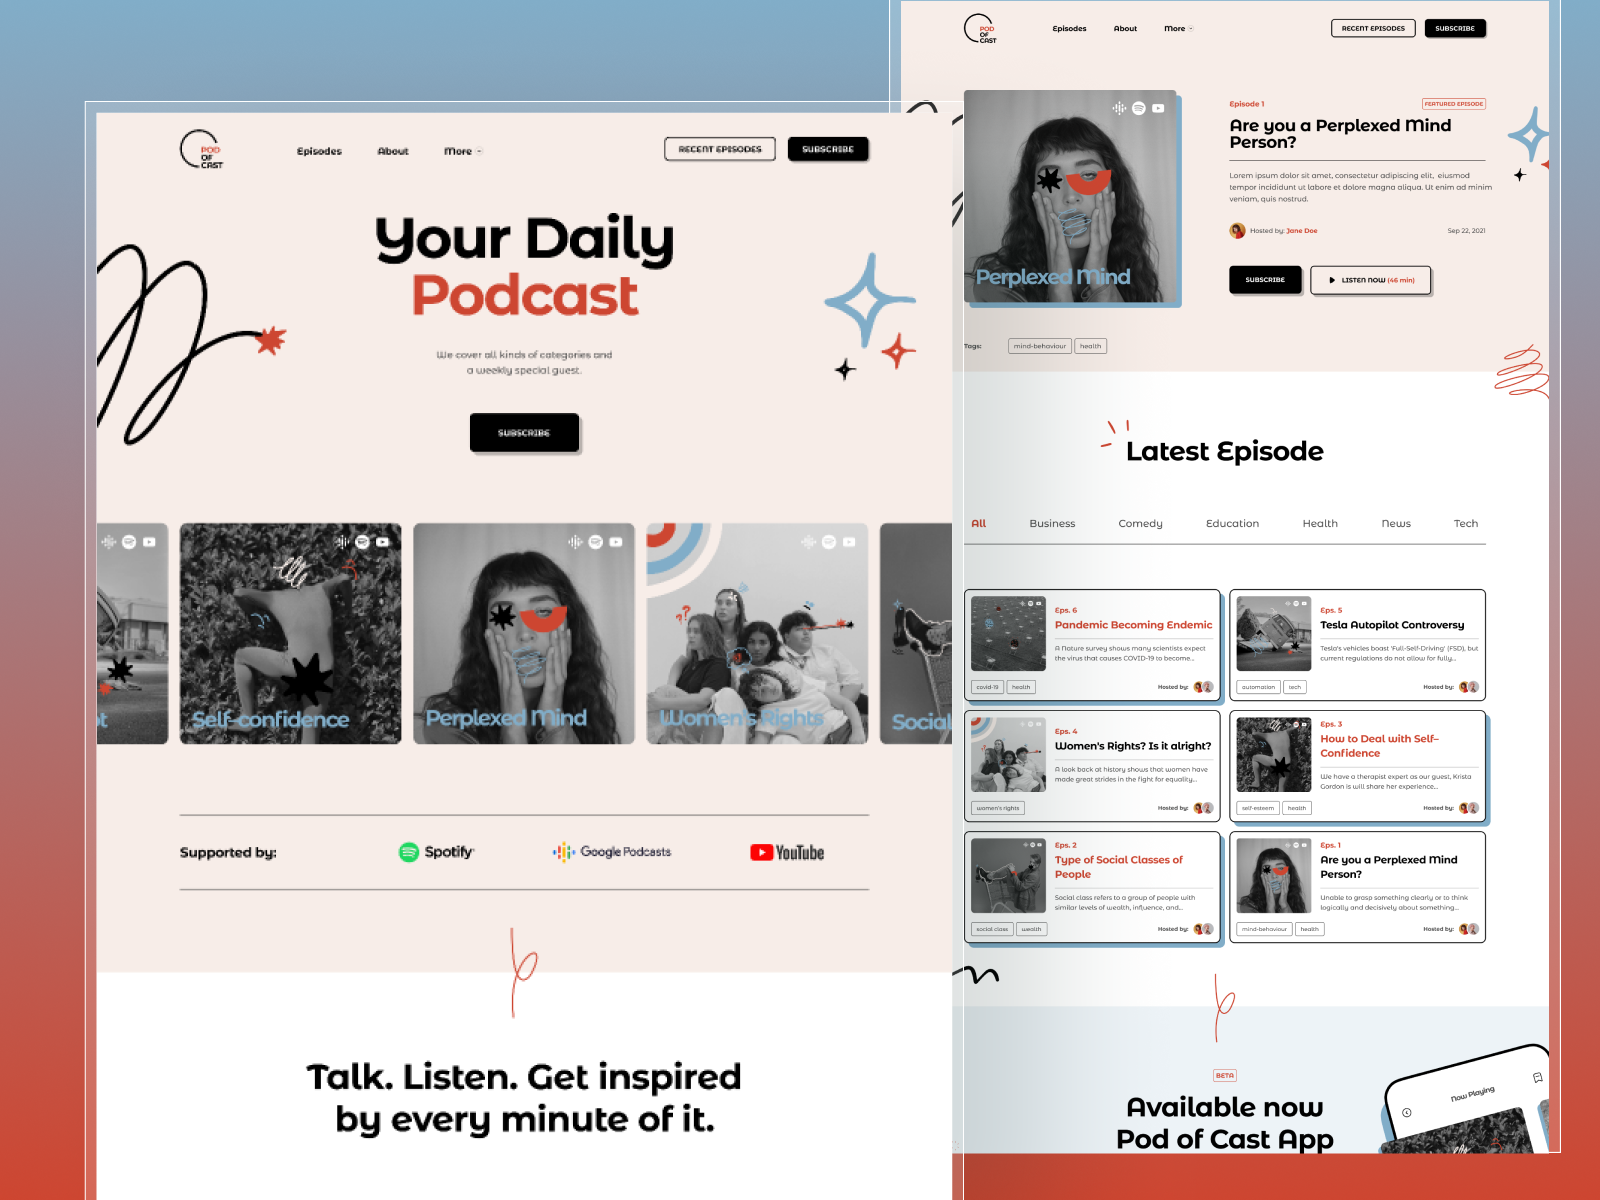 POD
OF
CAST
Episodes
About
More
RECENT EPISODES
SUBSCRIBE
Your Daily
Podcast
We cover all kinds of categories and
a weekly special guest.
SUBSCRIBE
Self-confidence
Perplexed Mind
Women's Rights
Social
Supported by:
Spotify
Google Podcasts
YouTube
Talk. Listen. Get inspired
by every minute of it.
POD
OF
CAST
Episodes
About
More
RECENT EPISODES
SUBSCRIBE
Perplexed Mind
Episode 1
FEATURED EPISODE
Are you a Perplexed Mind
Person?
Lorem ipsum dolor sit amet, consectetur adipiscing elit, eiusmod
tempor incididunt ut labore et dolore magna aliqua. Ut enim ad minim
veniam, quis nostrud.
Hosted by: Jane Doe
Sep 22, 2021
SUBSCRIBE
LISTEN NOW (46 min)
Tags:
mind-behaviour
health
Latest Episode
All
Business
Comedy
Education
Health
News
Tech
Eps. 6
Pandemic Becoming Endemic
A Nature survey shows many scientists expect
the virus that causes COVID-19 to become...
covid-19
health
Hosted by:
Eps. 5
Tesla Autopilot Controversy
Tesla's vehicles boast 'Full-Self-Driving' (FSD), but
current regulations do not allow for fully...
automation
tech
Hosted by:
Eps. 4
Women's Rights? Is it alright?
A look back at history shows that women have
made great strides in the fight for equality...
women's rights
Hosted by:
Eps. 3
How to Deal with Self-
Confidence
We have a therapist expert as our guest, Krista
Gordon is will share her experience...
self-esteem
health
Hosted by:
Eps. 2
Type of Social Classes of
People
Social class refers to a group of people with
similar levels of wealth, influence, and...
social class
wealth
Hosted by:
Eps. 1
Are you a Perplexed Mind
Person?
Unable to grasp something clearly or to think
logically and decisively about something...
mind-behaviour
health
Hosted by:
BETA
Available now
Pod of Cast App
Now Playing